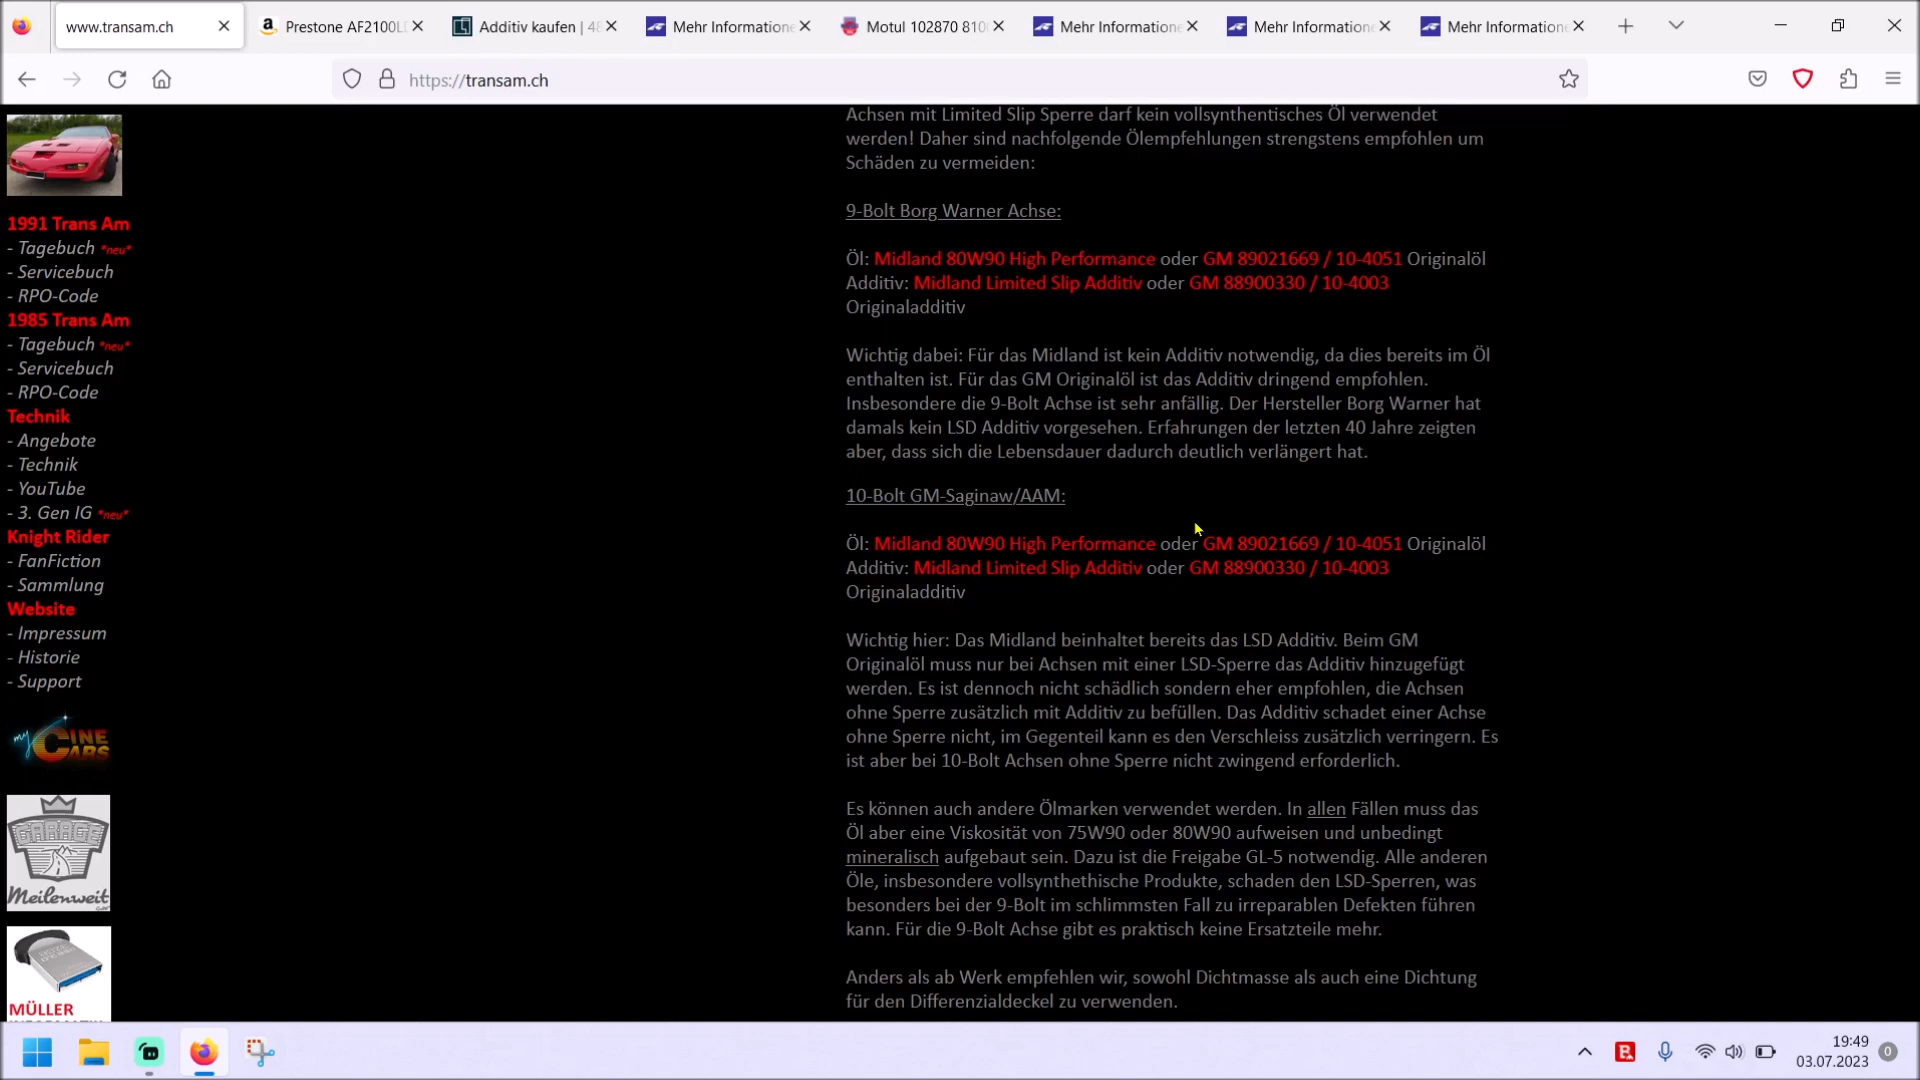 www.transam.ch
Prestone AF2100L
Additiv kaufen | 48
Mehr Informatione
Motul 102870 810
Mehr Informatione
Mehr Informatione
Mehr Informatione
https://transam.ch
1991 Trans Am
- Tagebuch *neu*
- Servicebuch
- RPO-Code
1985 Trans Am
- Tagebuch *neu*
- Servicebuch
- RPO-Code
Technik
- Angebote
- Technik
- YouTube
- 3. Gen IG *neu*
Knight Rider
- FanFiction
- Sammlung
Website
- Impressum
- Historie
- Support
my CINE CARS
GARAGE
Meilenweit
MÜLLER
Achsen mit Limited Slip Sperre darf kein vollsynthentisches Öl verwendet
werden! Daher sind nachfolgende Ölempfehlungen strengstens empfohlen um
Schäden zu vermeiden:
9-Bolt Borg Warner Achse:
Öl: Midland 80W90 High Performance oder GM 89021669 / 10-4051 Originalöl
Additiv: Midland Limited Slip Additiv oder GM 88900330 / 10-4003
Originaladditiv
Wichtig dabei: Für das Midland ist kein Additiv notwendig, da dies bereits im Öl
enthalten ist. Für das GM Originalöl ist das Additiv dringend empfohlen.
Insbesondere die 9-Bolt Achse ist sehr anfällig. Der Hersteller Borg Warner hat
damals kein LSD Additiv vorgesehen. Erfahrungen der letzten 40 Jahre zeigten
aber, dass sich die Lebensdauer dadurch deutlich verlängert hat.
10-Bolt GM-Saginaw/AAM:
Öl: Midland 80W90 High Performance oder GM 89021669 / 10-4051 Originalöl
Additiv: Midland Limited Slip Additiv oder GM 88900330 / 10-4003
Originaladditiv
Wichtig hier: Das Midland beinhaltet bereits das LSD Additiv. Beim GM
Originalöl muss nur bei Achsen mit einer LSD-Sperre das Additiv hinzugefügt
werden. Es ist dennoch nicht schädlich sondern eher empfohlen, die Achsen
ohne Sperre zusätzlich mit Additiv zu befüllen. Das Additiv schadet einer Achse
ohne Sperre nicht, im Gegenteil kann es den Verschleiss zusätzlich verringern. Es
ist aber bei 10-Bolt Achsen ohne Sperre nicht zwingend erforderlich.
Es können auch andere Ölmarken verwendet werden. In allen Fällen muss das
Öl aber eine Viskosität von 75W90 oder 80W90 aufweisen und unbedingt
mineralisch aufgebaut sein. Dazu ist die Freigabe GL-5 notwendig. Alle anderen
Öle, insbesondere vollsynthethische Produkte, schaden den LSD-Sperren, was
besonders bei der 9-Bolt im schlimmsten Fall zu irreparablen Defekten führen
kann. Für die 9-Bolt Achse gibt es praktisch keine Ersatzteile mehr.
Anders als ab Werk empfehlen wir, sowohl Dichtmasse als auch eine Dichtung
für den Differenzialdeckel zu verwenden.
19:49
03.07.2023
0